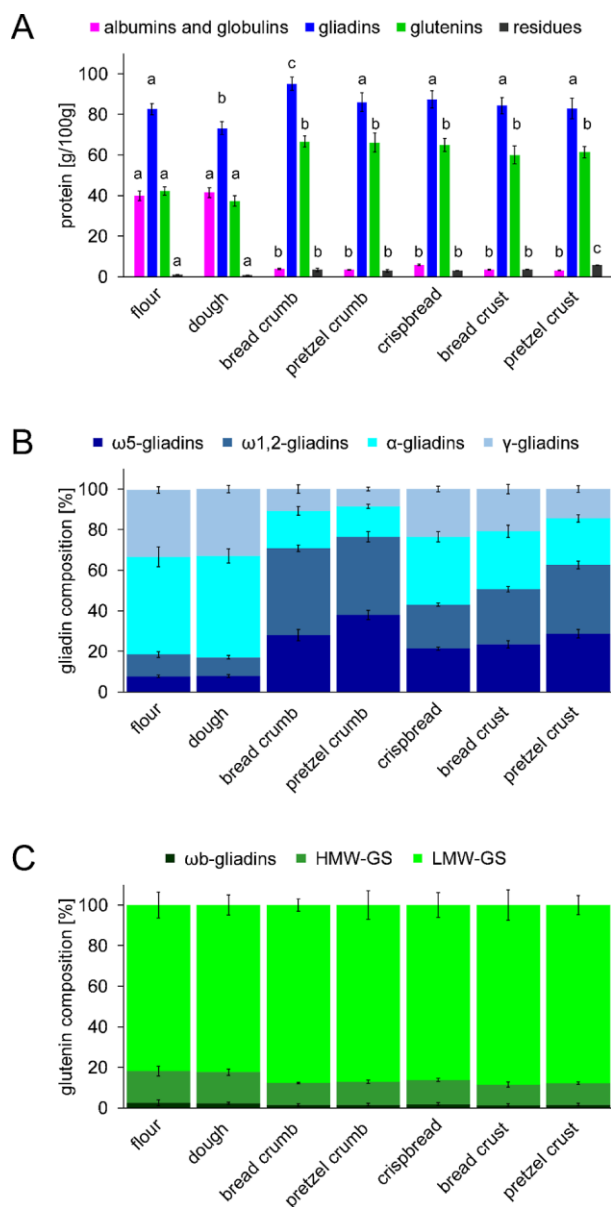 A
albumins and globulins gliadins glutenins residues
protein [g/100g]
100
80
60
40
20
0
a a a a
a b a a
b c b b
b a b b
b a b b
b a b b
b a b c
flour dough bread crumb pretzel crumb crispbread bread crust pretzel crust
B
ω5-gliadins ω1,2-gliadins α-gliadins γ-gliadins
gliadin composition [%]
100
80
60
40
20
0
flour dough bread crumb pretzel crumb crispbread bread crust pretzel crust
C
ωb-gliadins HMW-GS LMW-GS
glutenin composition [%]
100
80
60
40
20
0
flour dough bread crumb pretzel crumb crispbread bread crust pretzel crust